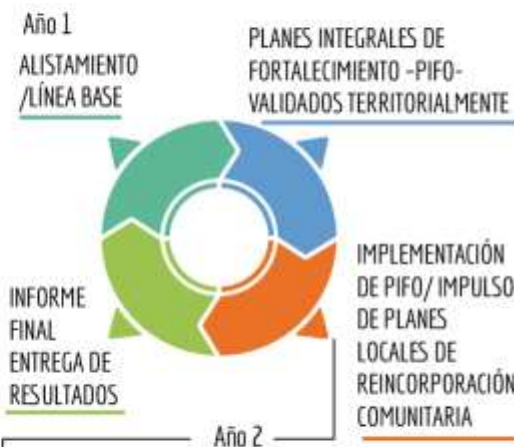 Año 1
ALISTAMIENTO
/LÍNEA BASE
PLANES INTEGRALES DE
FORTALECIMIENTO -PIFO-
VALIDADOS TERRITORIALMENTE
IMPLEMENTACIÓN
DE PIFO/ IMPULSO
DE PLANES
LOCALES DE
REINCORPORACIÓN
COMUNITARIA
INFORME
FINAL
ENTREGA DE
RESULTADOS
Año 2